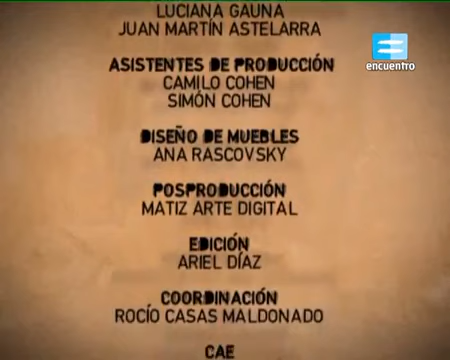 LUCIANA GAUNA
JUAN MARTÍN ASTELARRA
ASISTENTES DE PRODUCCIÓN
CAMILO COHEN
SIMÓN COHEN
DISEÑO DE MUEBLES
ANA RASCOVSKY
POSPRODUCCIÓN
MATIZ ARTE DIGITAL
EDICIÓN
ARIEL DÍAZ
COORDINACIÓN
ROCÍO CASAS MALDONADO
CAE
encuentro